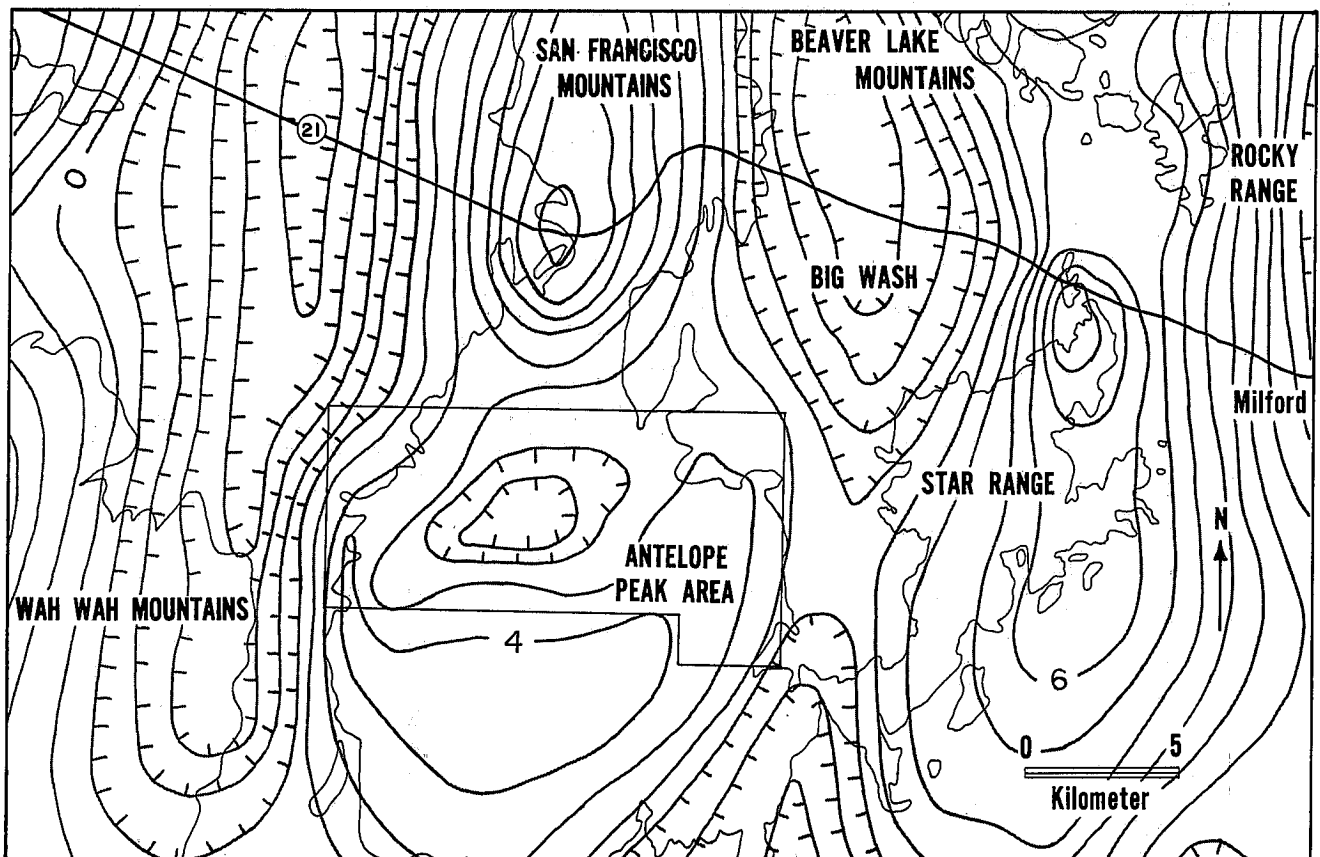 SAN FRANCISCO
MOUNTAINS
BEAVER LAKE
MOUNTAINS
21
ROCKY
RANGE
0
BIG WASH
Milford
STAR RANGE
N
ANTELOPE
PEAK AREA
WAH WAH MOUNTAINS
4
6
0 5
Kilometer